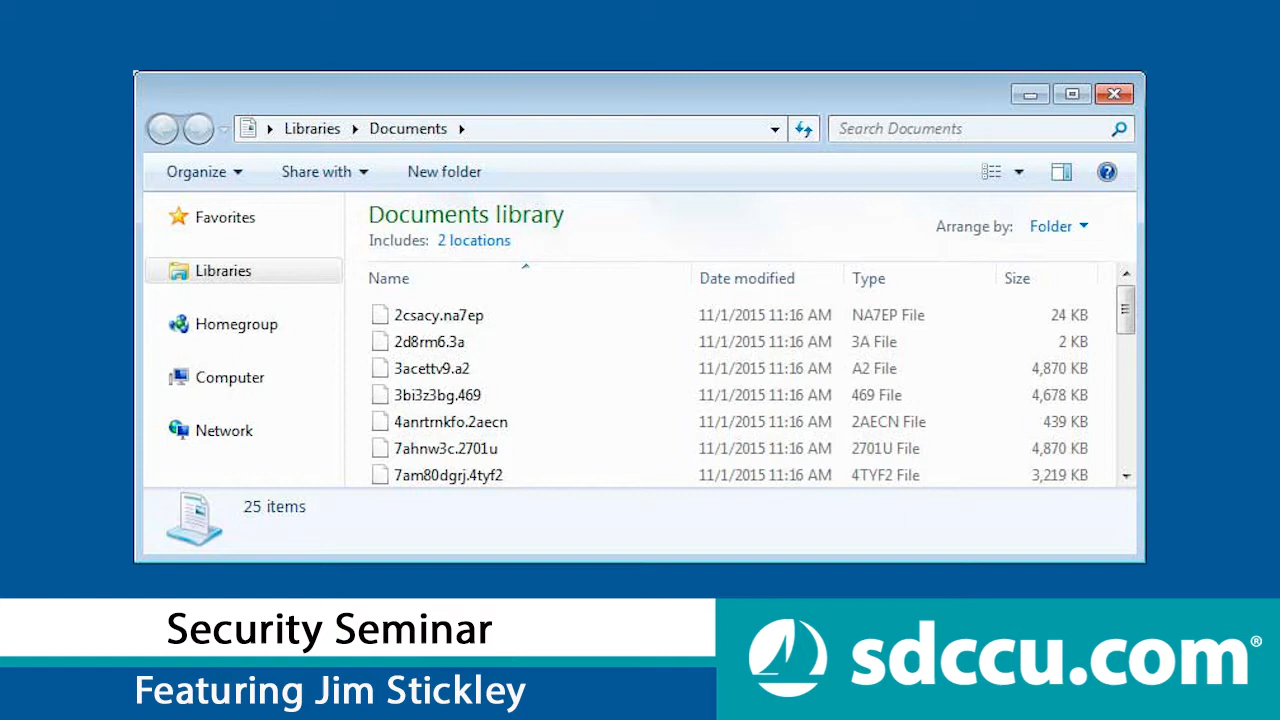 Libraries Documents
Search Documents
Organize Share with New folder
Favorites
Libraries
Homegroup
Computer
Network
Documents library
Includes: 2 locations
Arrange by: Folder
Name Date modified Type Size
2csacy.na7ep 11/1/2015 11:16 AM NA7EP File 24 KB
2d8rm6.3a 11/1/2015 11:16 AM 3A File 2 KB
3acettv9.a2 11/1/2015 11:16 AM A2 File 4,870 KB
3bi3z3bg.469 11/1/2015 11:16 AM 469 File 4,678 KB
4anrtrnkfo.2aecn 11/1/2015 11:16 AM 2AECN File 439 KB
7ahnw3c.2701u 11/1/2015 11:16 AM 2701U File 4,870 KB
7am80dgrj.4tyf2 11/1/2015 11:16 AM 4TYF2 File 3,219 KB
25 items
Security Seminar
Featuring Jim Stickley
sdccu.com®